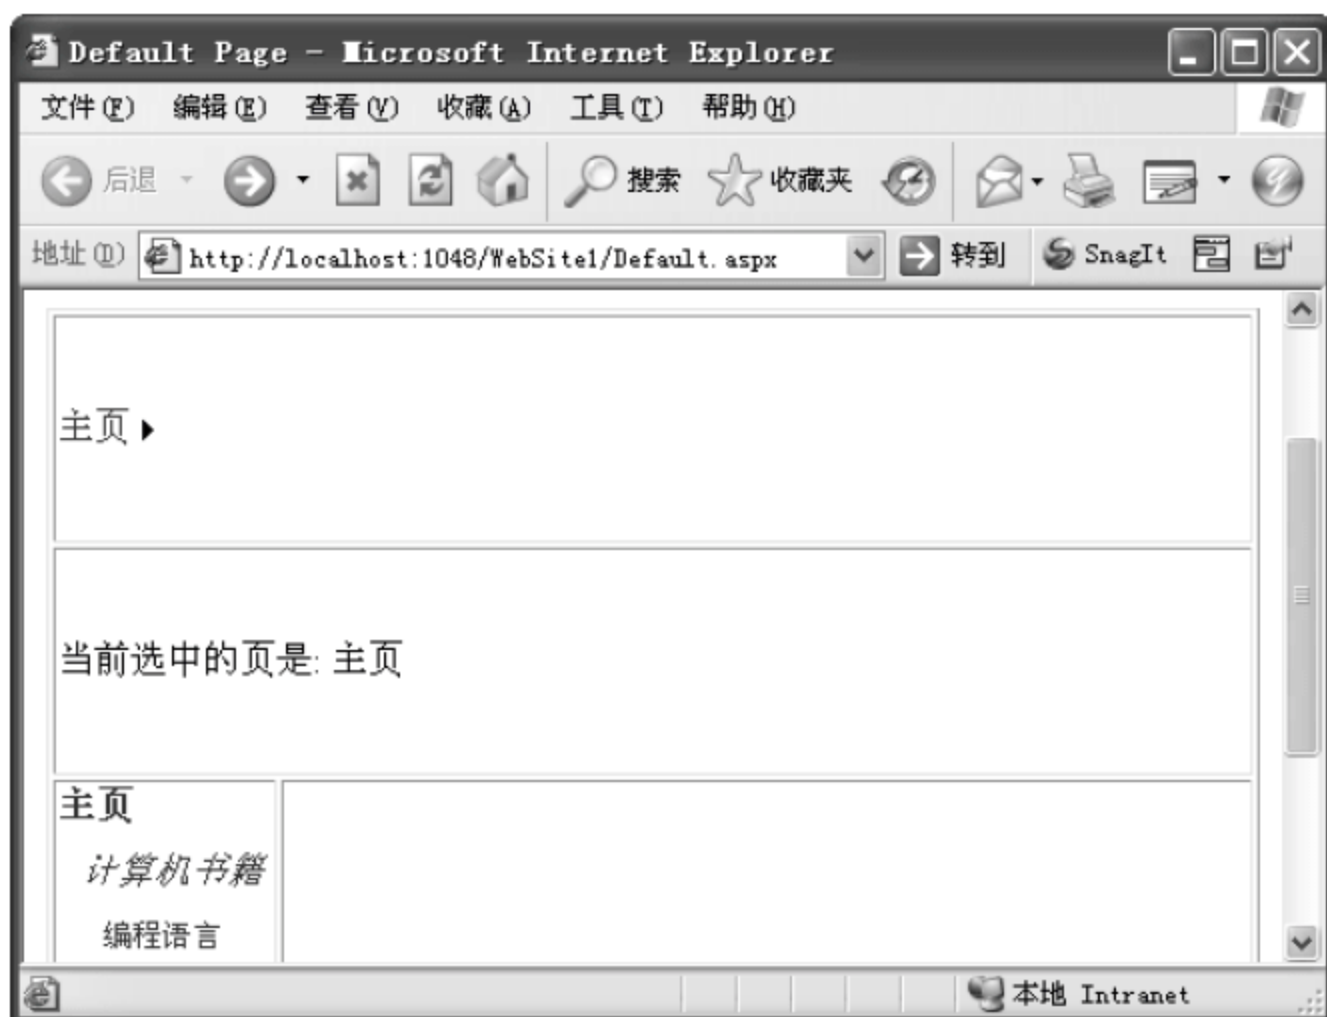 Default Page - Microsoft Internet Explorer
文件(F) 编辑(E) 查看(V) 收藏(A) 工具(T) 帮助(H)
后退 搜索 收藏夹
地址(D) http://localhost:1048/WebSite1/Default.aspx 转到 SnagIt
主页
当前选中的页是: 主页
主页
计算机书籍
编程语言
本地 Intranet